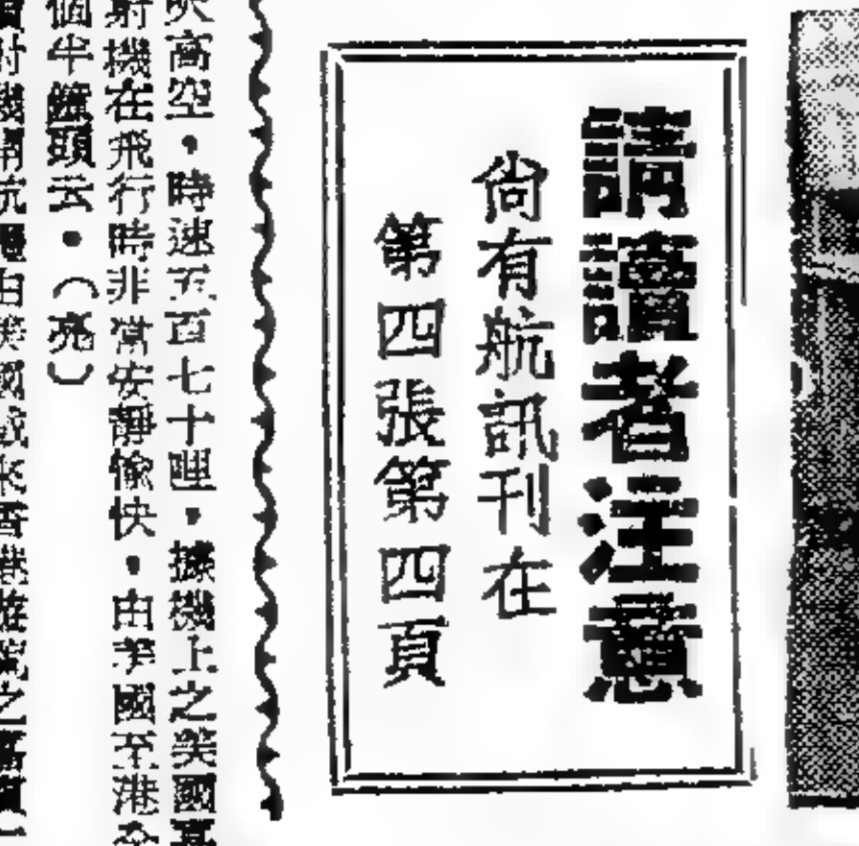 請讀者注意
尚有航訊刊在
第四張第四頁
高空，時速五百七十哩，據機上之美國
射機在飛行時非常安靜愉快，由美國至港
個半鐘頭云。（亮）